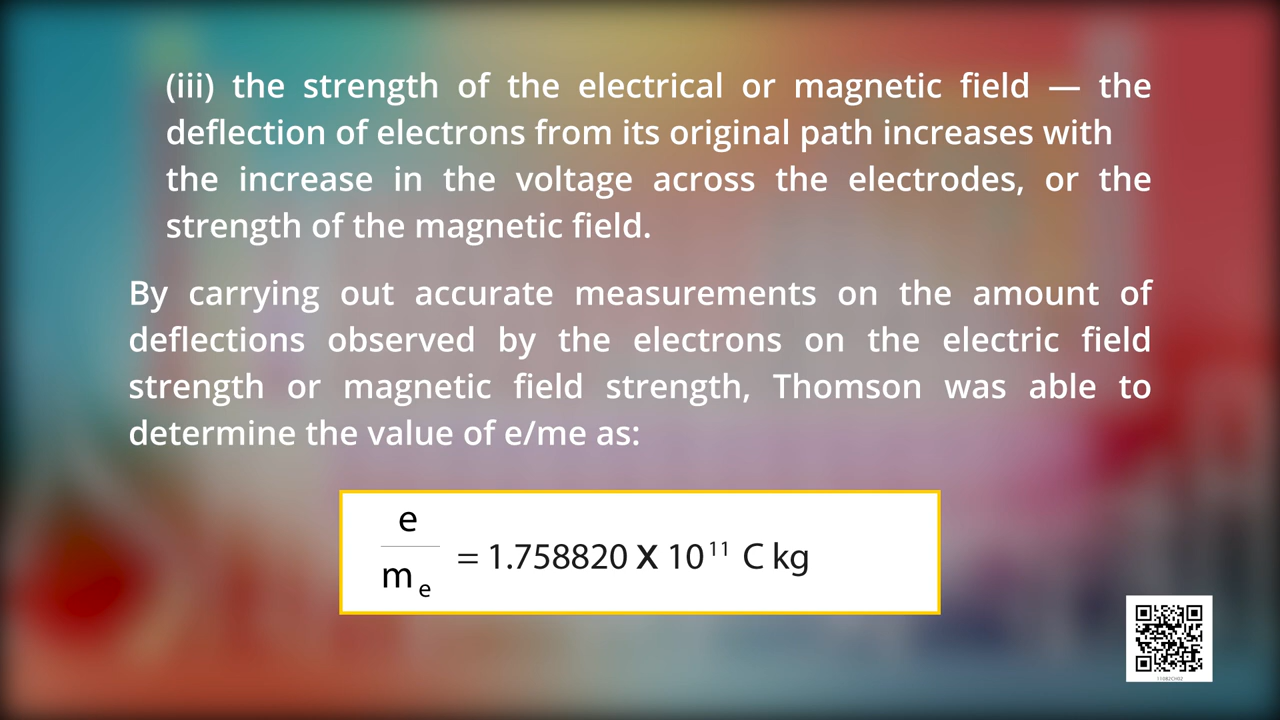 (iii) the strength of the electrical or magnetic field — the
deflection of electrons from its original path increases with
the increase in the voltage across the electrodes, or the
strength of the magnetic field.
By carrying out accurate measurements on the amount of
deflections observed by the electrons on the electric field
strength or magnetic field strength, Thomson was able to
determine the value of e/me as:
e/mₑ = 1.758820 X 10¹¹ C kg